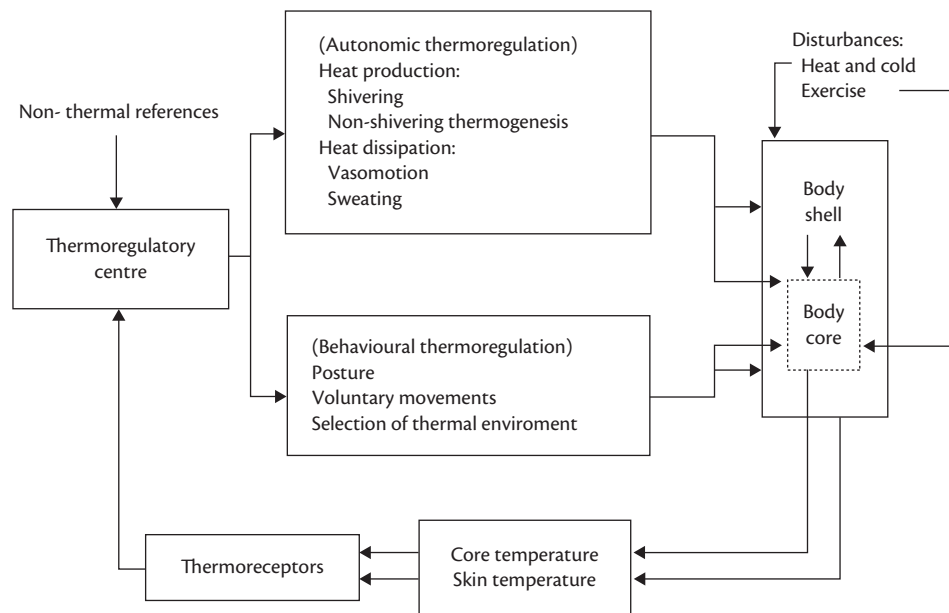 (Autonomic thermoregulation)
Heat production:
Shivering
Non-shivering thermogenesis
Heat dissipation:
Vasomotion
Sweating
Disturbances:
Heat and cold
Exercise
Non- thermal references
Thermoregulatory
centre
Body
shell
Body
core
(Behavioural thermoregulation)
Posture
Voluntary movements
Selection of thermal enviroment
Thermoreceptors
Core temperature
Skin temperature